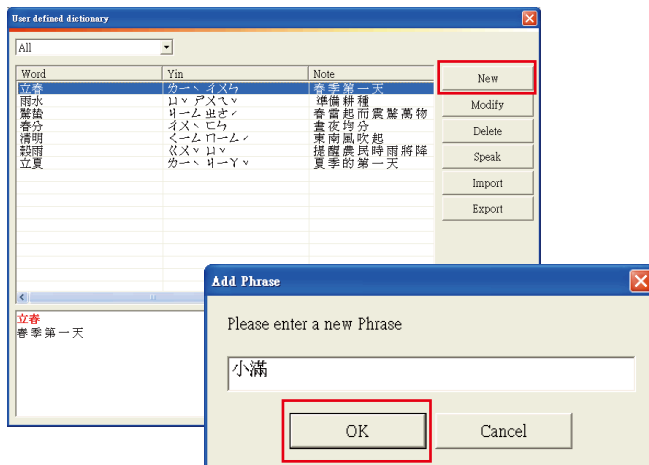 User defined dictionary
All
Word Yin Note
立春 ㄌㄧˋ ㄔㄨㄣ 春季第一天
雨水 ㄩˇ ㄕㄨㄟˇ 準備耕種
驚蟄 ㄐㄧㄥ ㄓㄜˊ 春雷起而震驚萬物
春分 ㄔㄨˋ ㄈㄣ 晝夜均分
清明 ㄑㄧㄥ ㄇㄧㄥˊ 東南風吹起
穀雨 ㄍㄨˇ ㄩˇ 提醒農民時雨將降
立夏 ㄌㄧˋ ㄐㄧㄚˇ 夏季的第一天
New
Modify
Delete
Speak
Import
Export
立春
春季第一天
Add Phrase
Please enter a new Phrase
小滿
OK Cancel